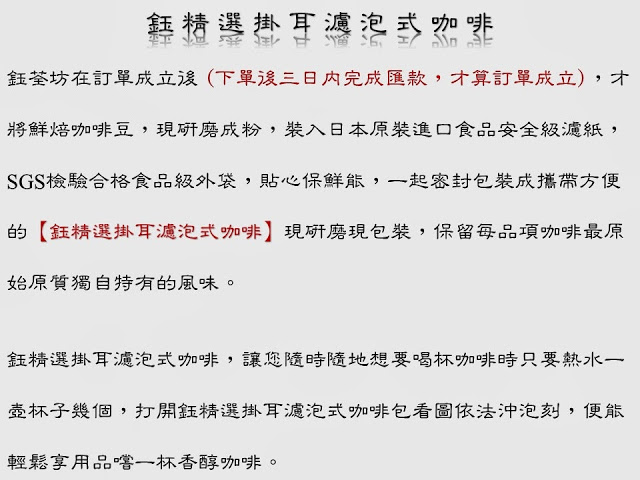 鈺精選掛耳濾泡式咖啡
鈺荃坊在訂單成立後 (下單後三日内完成匯款，才算訂單成立)，才
將鮮焙咖啡豆，現研磨成粉，裝入日本原裝進口食品安全級濾紙，
SGS檢驗合格食品級外袋，貼心保鮮能，一起密封包裝成攜帶方便
的【鈺精選掛耳濾泡式咖啡】現研磨現包裝，保留每品項咖啡最原
始原質獨自特有的風味。
鈺精選掛耳濾泡式咖啡，讓您隨時隨地想要喝杯咖啡時只要熱水一
壺杯子幾個，打開鈺精選掛耳濾泡式咖啡包看圖依法沖泡刻，便能
輕鬆享用品嚐一杯香醇咖啡。